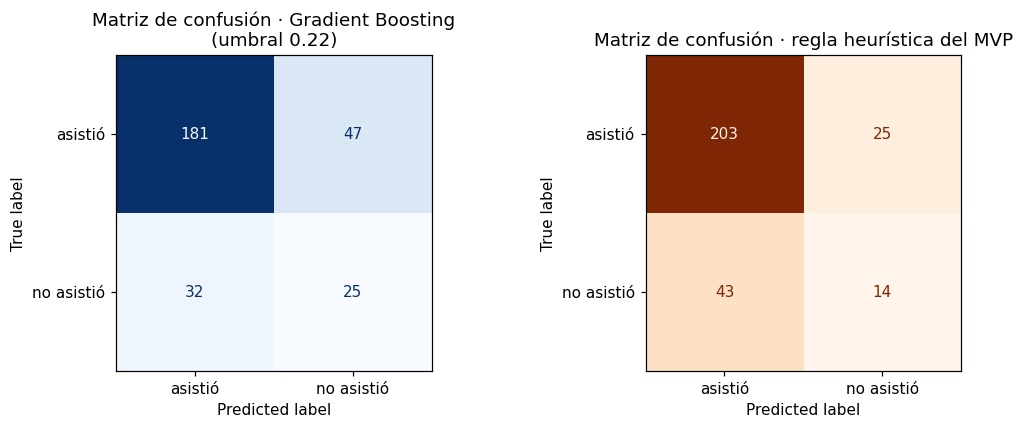 Matriz de confusión · Gradient Boosting
(umbral 0.22)
True label
asistió
181
47
no asistió
32
25
asistió
no asistió
Predicted label
Matriz de confusión · regla heurística del MVP
True label
asistió
203
25
no asistió
43
14
asistió
no asistió
Predicted label